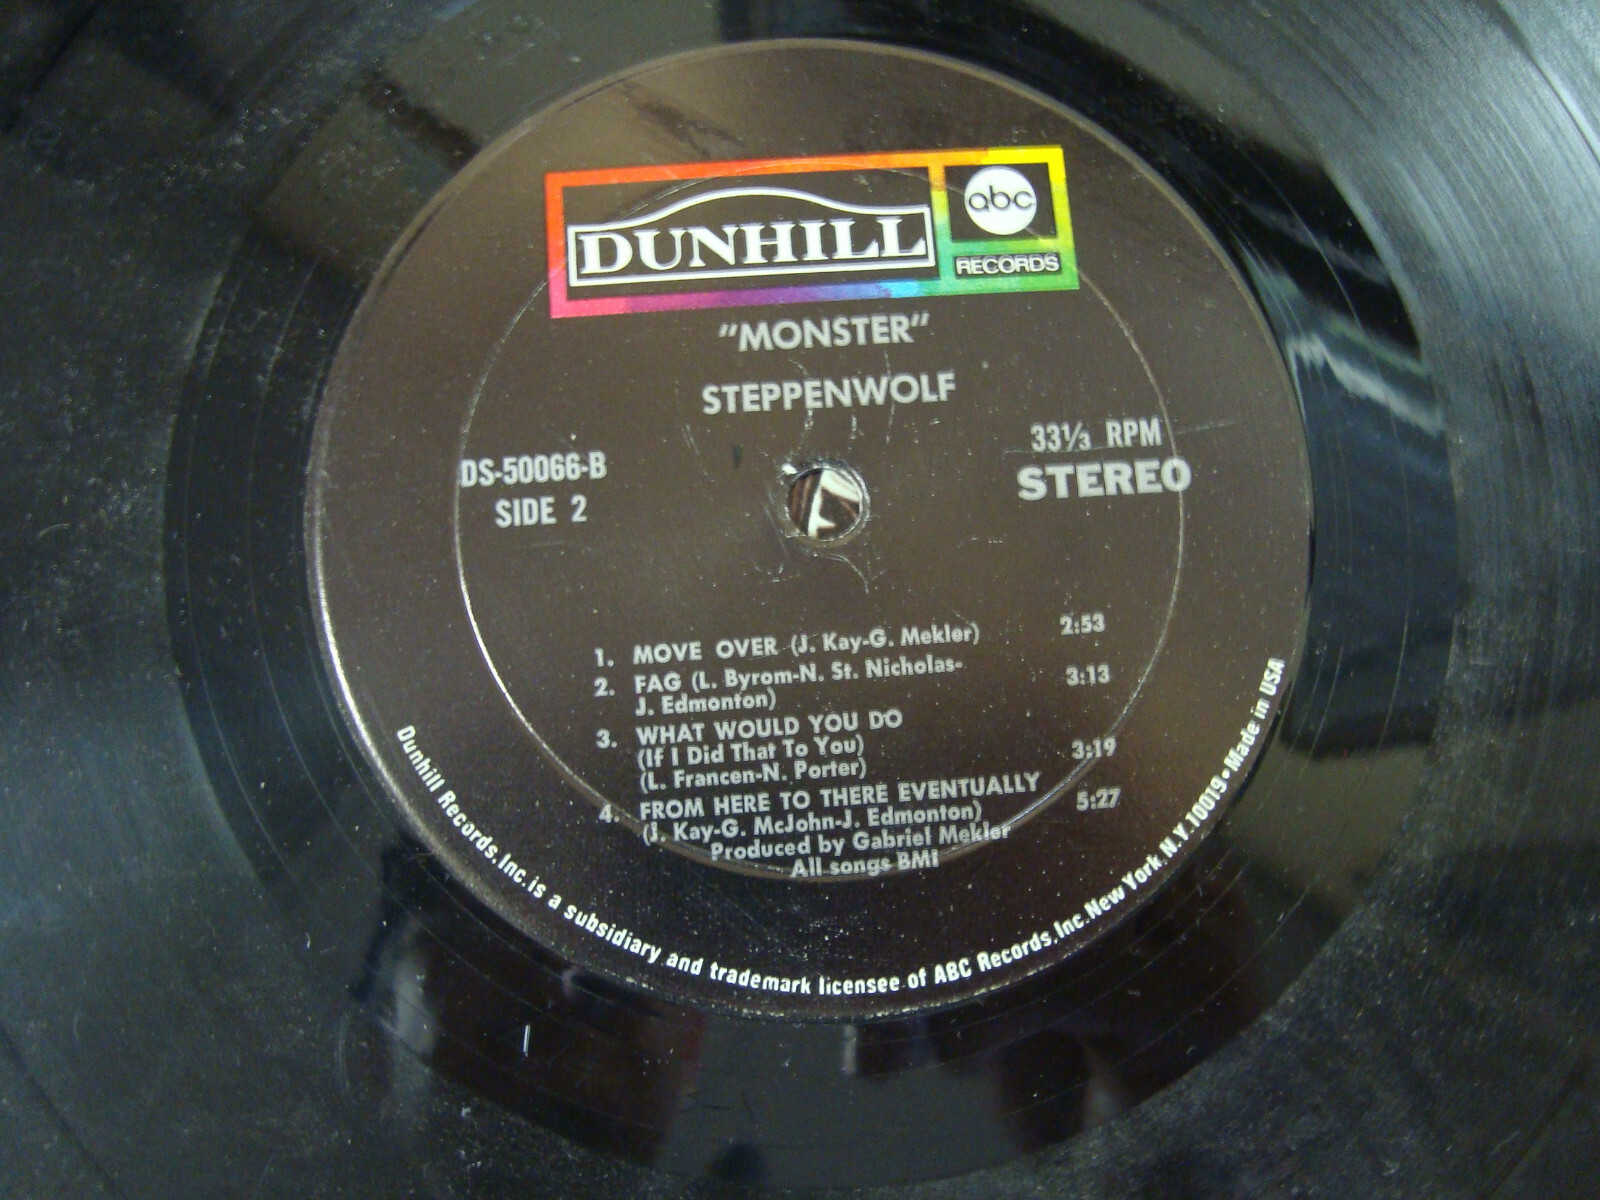 DUNHILL
abc
RECORDS
"MONSTER"
STEPPENWOLF
DS-50066-B
SIDE 2
33⅓ RPM
STEREO
1. MOVE OVER (J. Kay-G. Mekler) 2:53
2. FAG (L. Byrom-N. St. Nicholas- 3:13
J. Edmonton)
3. WHAT WOULD YOU DO
(If I Did That To You) 3:19
(L. Francen-N. Porter)
4. FROM HERE TO THERE EVENTUALLY 5:27
(J. Kay-G. McJohn-J. Edmonton)
Produced by Gabriel Mekler
All songs BMI
Dunhill Records, Inc. is a subsidiary and trademark licensee of ABC Records, Inc. New York N.Y. 10019 • Made in USA